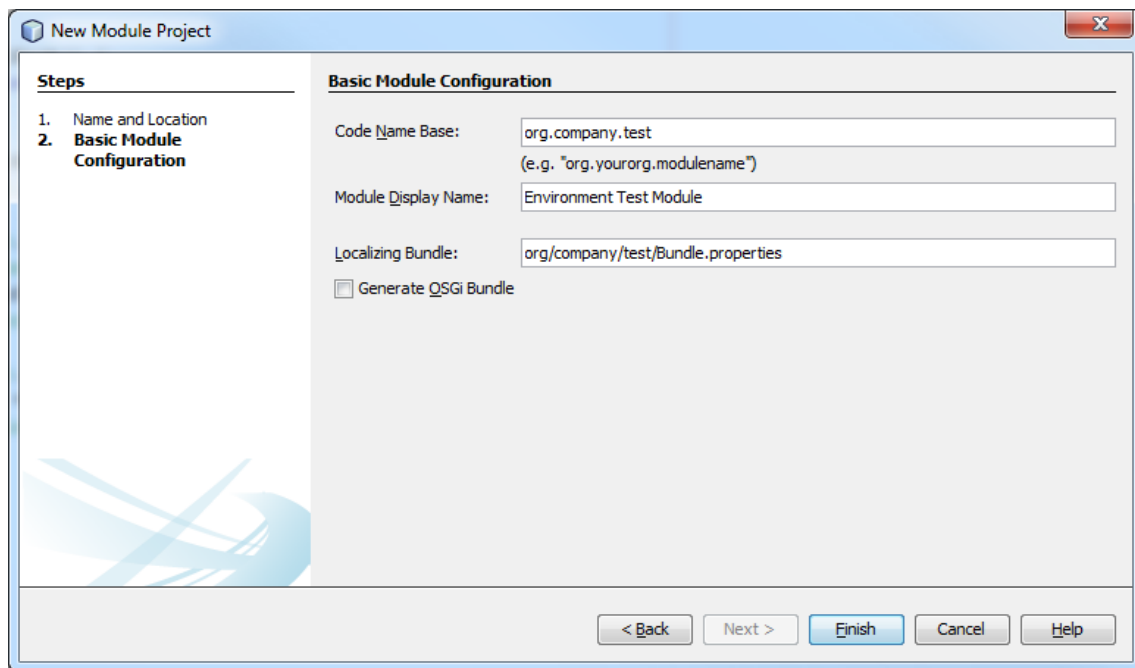 New Module Project
Steps
1. Name and Location
2. Basic Module
Configuration
Basic Module Configuration
Code Name Base: org.company.test
(e.g. "org.yourorg.modulename")
Module Display Name: Environment Test Module
Localizing Bundle: org/company/test/Bundle.properties
Generate OSGi Bundle
< Back Next > Finish Cancel Help